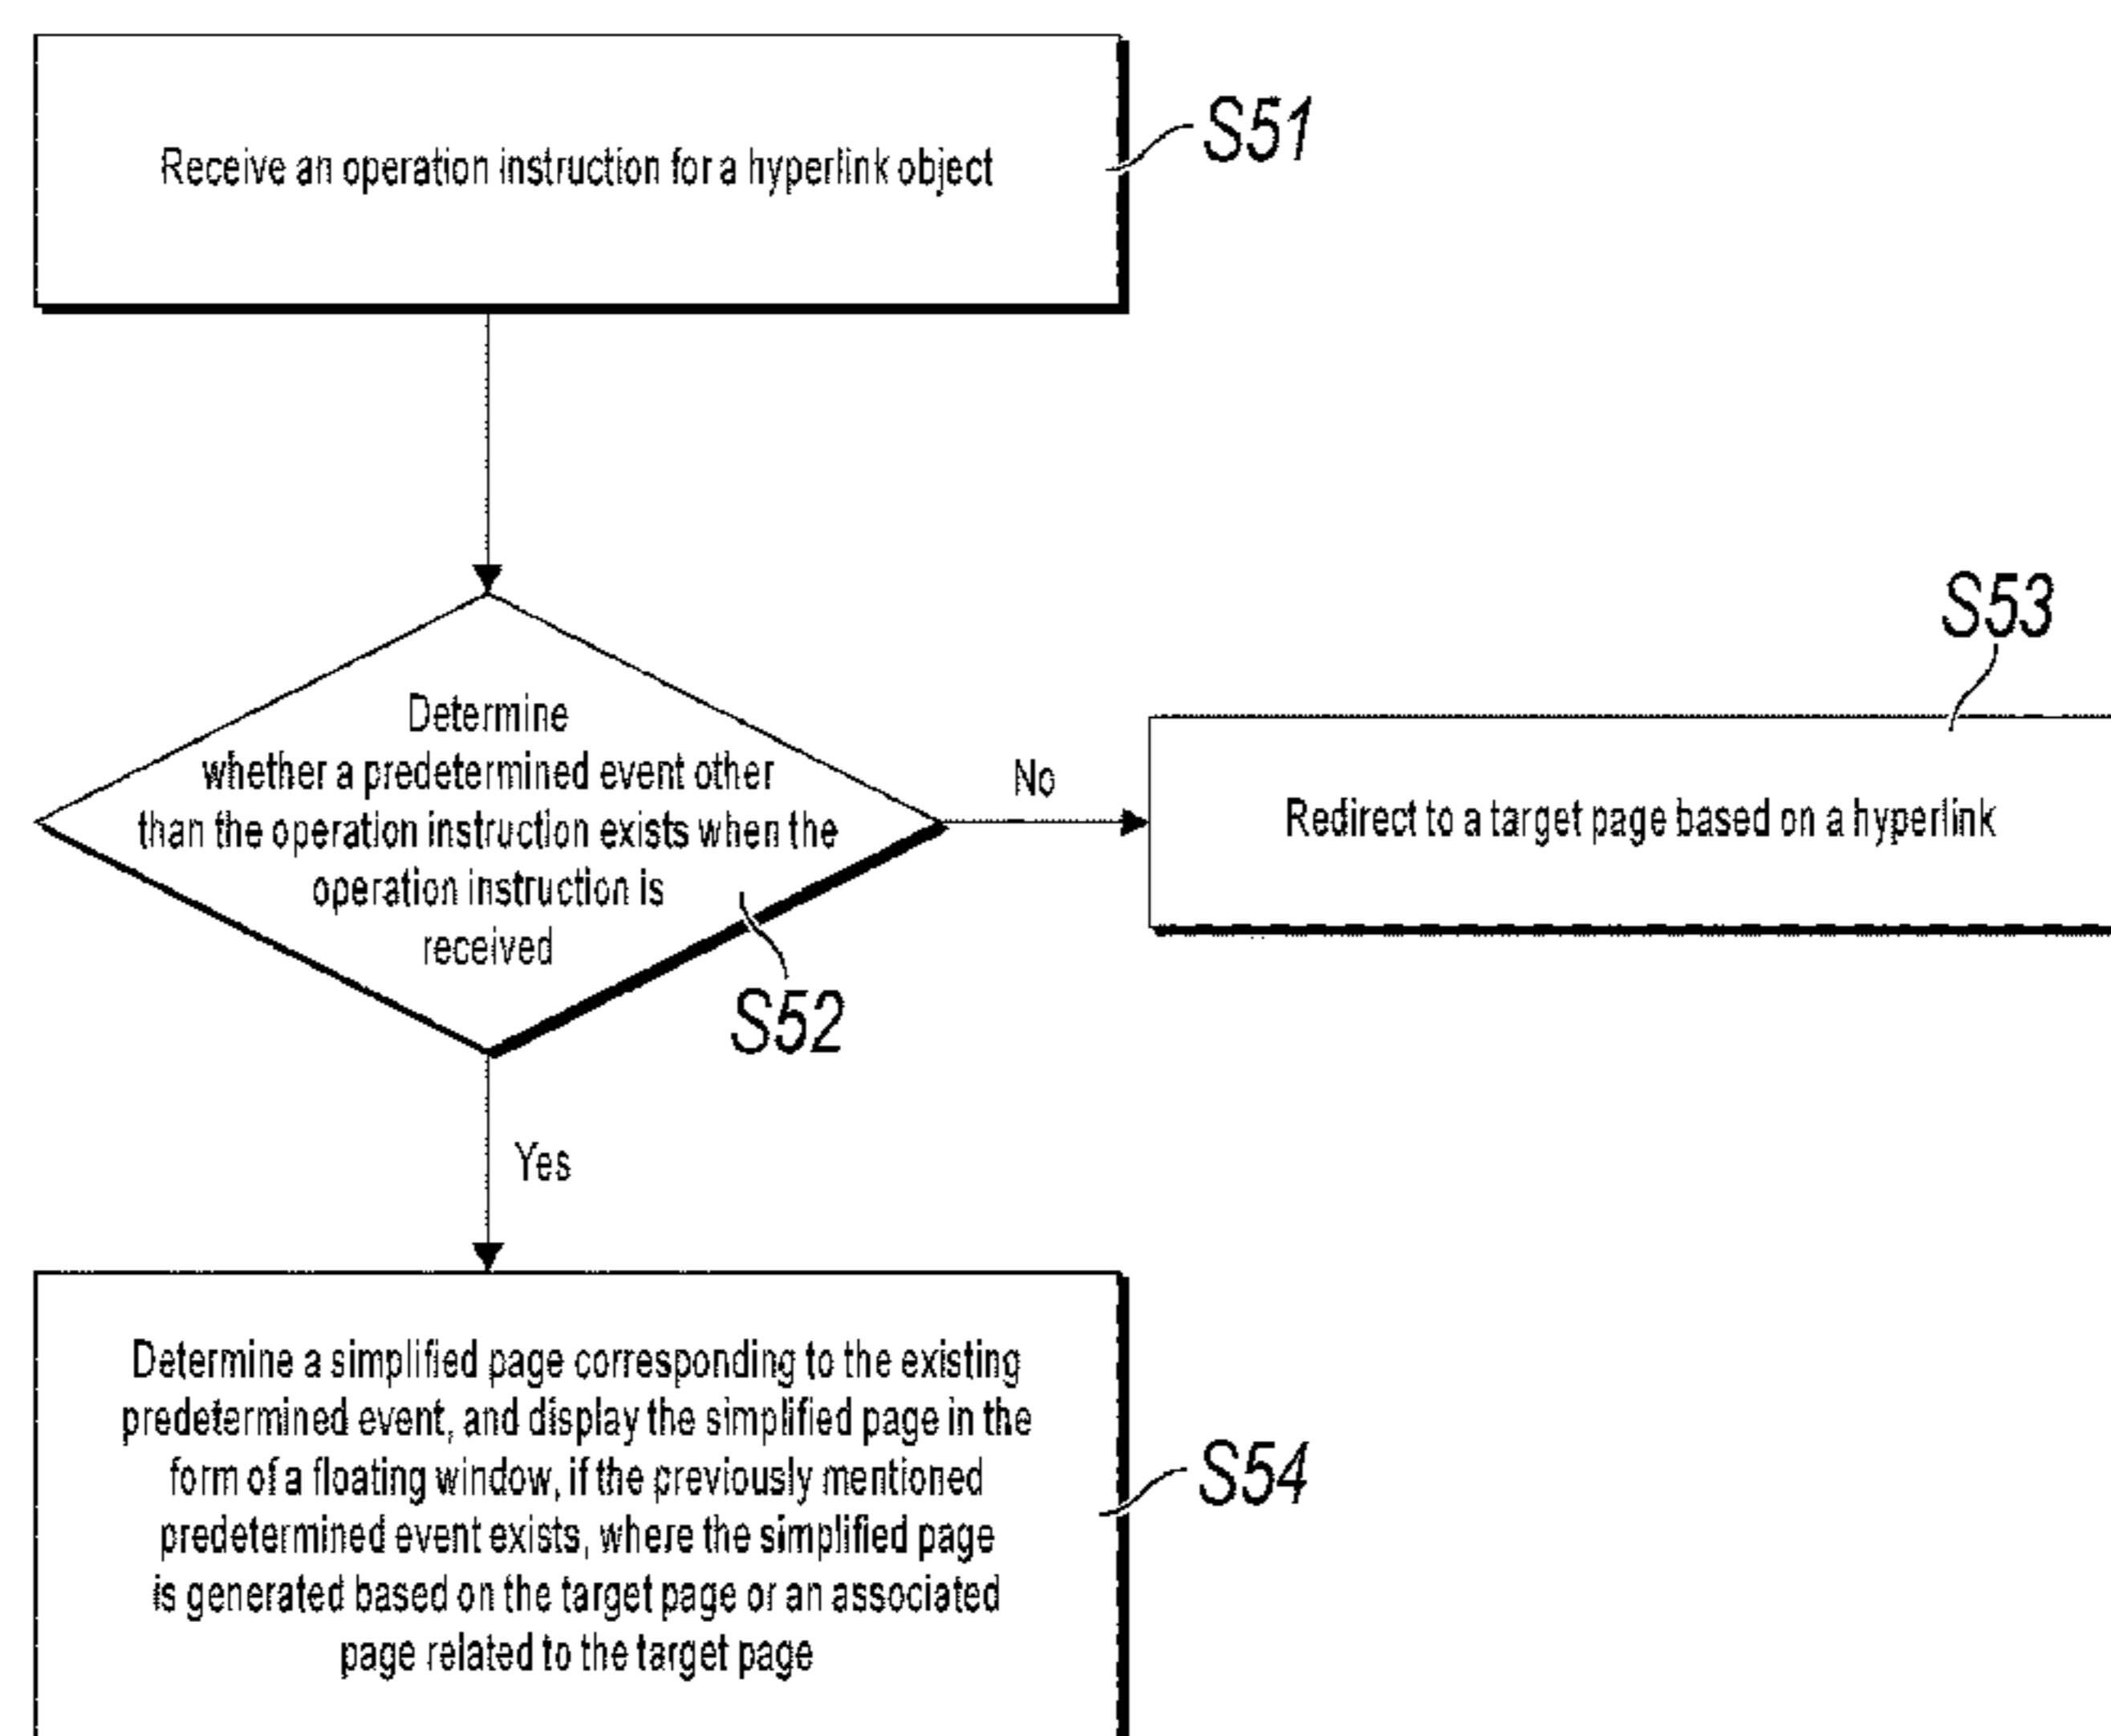 Receive an operation instruction for a hyperlink object
S51
Determine
whether a predetermined event other
than the operation instruction exists when the
operation instruction is
received
S52
No
S53
Redirect to a target page based on a hyperlink
Yes
Determine a simplified page corresponding to the existing
predetermined event, and display the simplified page in the
form of a floating window, if the previously mentioned
predetermined event exists, where the simplified page
is generated based on the target page or an associated
page related to the target page
S54